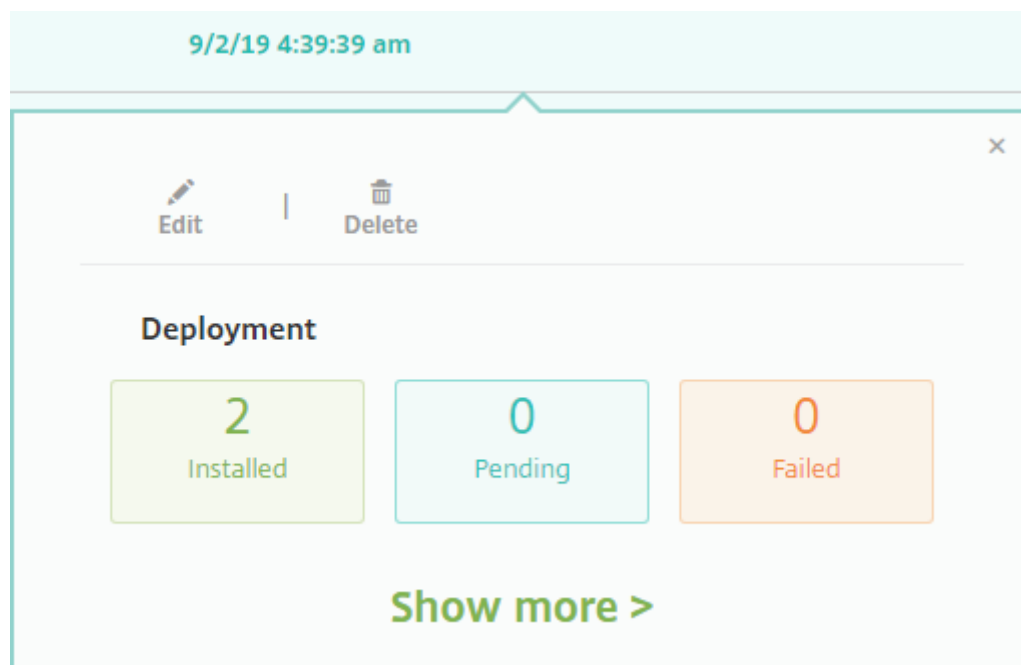 9/2/19 4:39:39 am
×
Edit | Delete
Deployment
2 0 0
Installed Pending Failed
Show more >